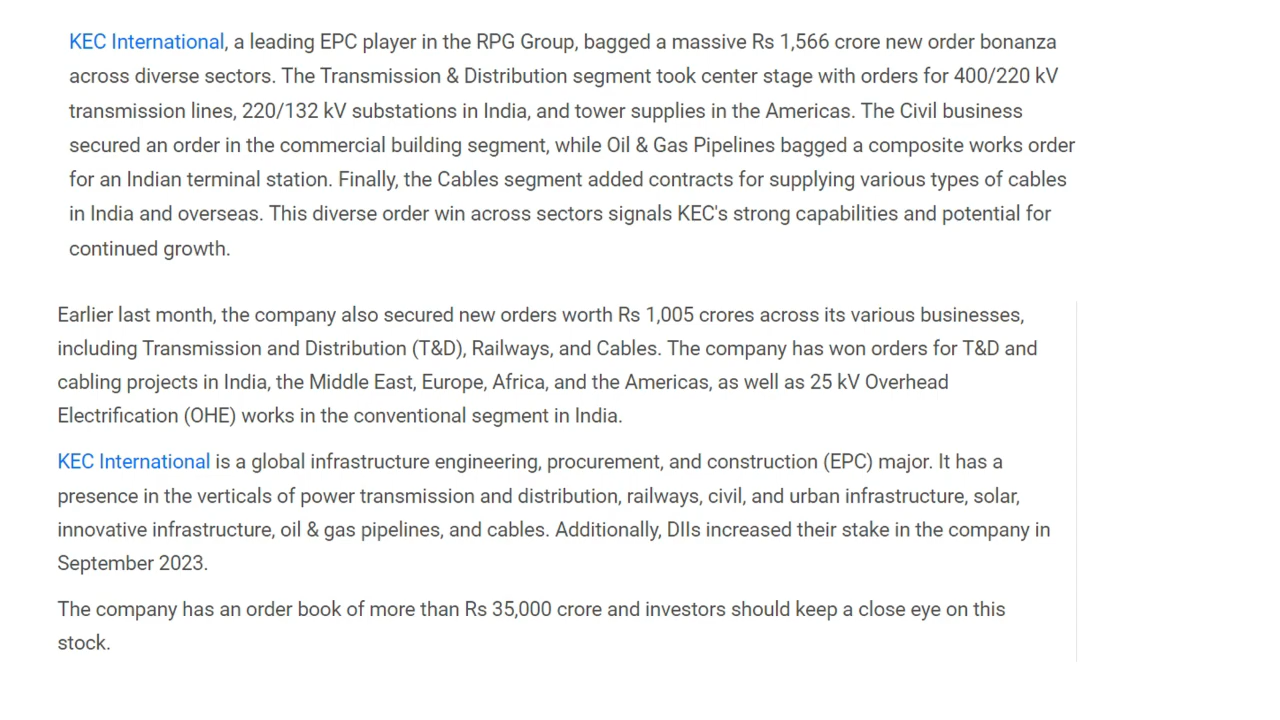 KEC International, a leading EPC player in the RPG Group, bagged a massive Rs 1,566 crore new order bonanza
across diverse sectors. The Transmission & Distribution segment took center stage with orders for 400/220 kV
transmission lines, 220/132 kV substations in India, and tower supplies in the Americas. The Civil business
secured an order in the commercial building segment, while Oil & Gas Pipelines bagged a composite works order
for an Indian terminal station. Finally, the Cables segment added contracts for supplying various types of cables
in India and overseas. This diverse order win across sectors signals KEC's strong capabilities and potential for
continued growth.
Earlier last month, the company also secured new orders worth Rs 1,005 crores across its various businesses,
including Transmission and Distribution (T&D), Railways, and Cables. The company has won orders for T&D and
cabling projects in India, the Middle East, Europe, Africa, and the Americas, as well as 25 kV Overhead
Electrification (OHE) works in the conventional segment in India.
KEC International is a global infrastructure engineering, procurement, and construction (EPC) major. It has a
presence in the verticals of power transmission and distribution, railways, civil, and urban infrastructure, solar,
innovative infrastructure, oil & gas pipelines, and cables. Additionally, DIIs increased their stake in the company in
September 2023.
The company has an order book of more than Rs 35,000 crore and investors should keep a close eye on this
stock.